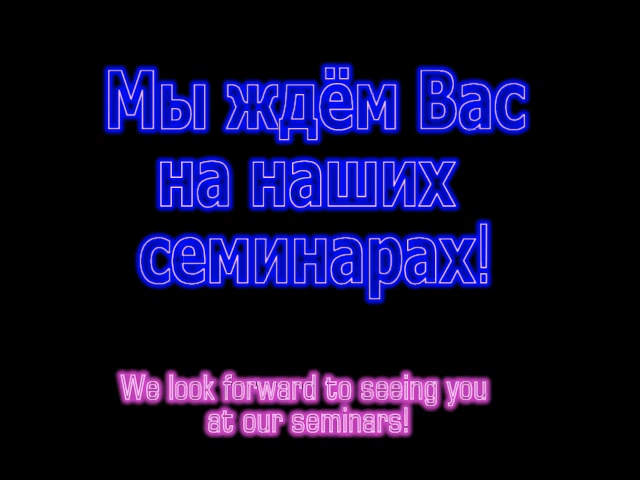 Мы ждём Вас
на наших
семинарах!
We look forward to seeing you
at our seminars!